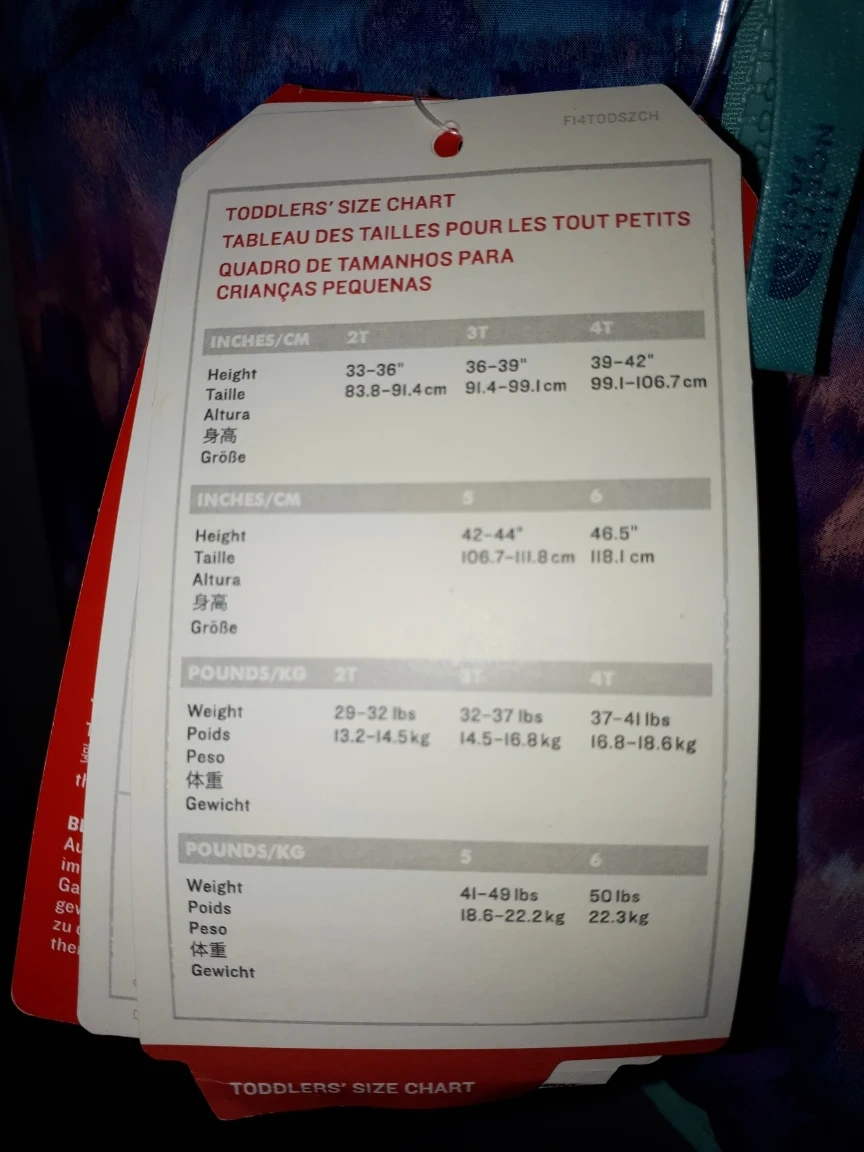 F14TODSZCH
TODDLERS' SIZE CHART
TABLEAU DES TAILLES POUR LES TOUT PETITS
QUADRO DE TAMANHOS PARA
CRIANÇAS PEQUENAS
INCHES/CM 2T 3T 4T
Height 33-36" 36-39" 39-42"
Taille 83.8-91.4cm 91.4-99.1cm 99.1-106.7cm
Altura
身高
Größe
INCHES/CM 5 6
Height 42-44" 46.5"
Taille 106.7-111.8cm 118.1 cm
Altura
身高
Größe
POUNDS/KG 2T 3T 4T
Weight 29-32 lbs 32-37 lbs 37-41 lbs
Poids 13.2-14.5kg 14.5-16.8kg 16.8-18.6kg
Peso
体重
Gewicht
POUNDS/KG 5 6
Weight 41-49 lbs 50 lbs
Poids 18.6-22.2kg 22.3kg
Peso
体重
Gewicht
TODDLERS' SIZE CHART
THE
NORTH
FACE